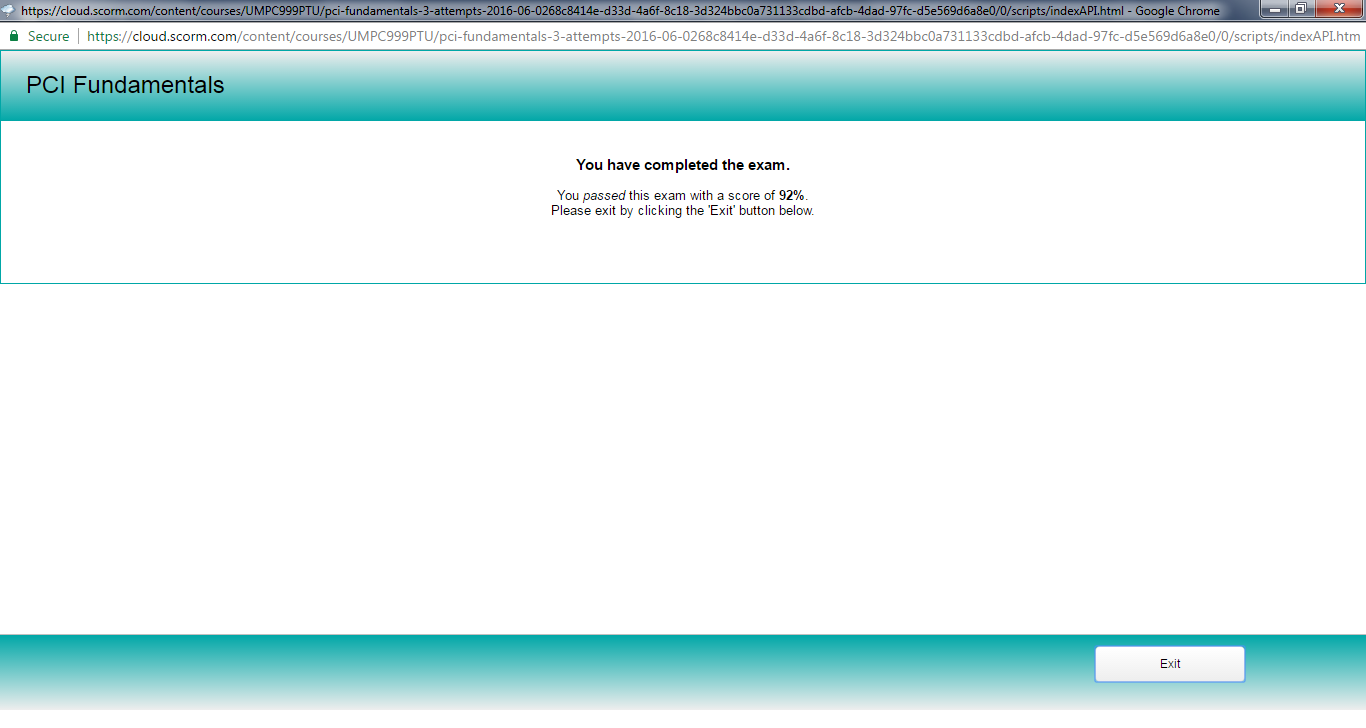 https://cloud.scorm.com/content/courses/UMPC999PTU/pci-fundamentals-3-attempts-2016-06-0268c8414e-d33d-4a6f-8c18-3d324bbc0a731133cdbd-afcb-4dad-97fc-d5e569d6a8e0/0/scripts/indexAPI.html - Google Chrome
Secure https://cloud.scorm.com/content/courses/UMPC999PTU/pci-fundamentals-3-attempts-2016-06-0268c8414e-d33d-4a6f-8c18-3d324bbc0a731133cdbd-afcb-4dad-97fc-d5e569d6a8e0/0/scripts/indexAPI.htm
PCI Fundamentals
You have completed the exam.
You passed this exam with a score of 92%.
Please exit by clicking the 'Exit' button below.
Exit